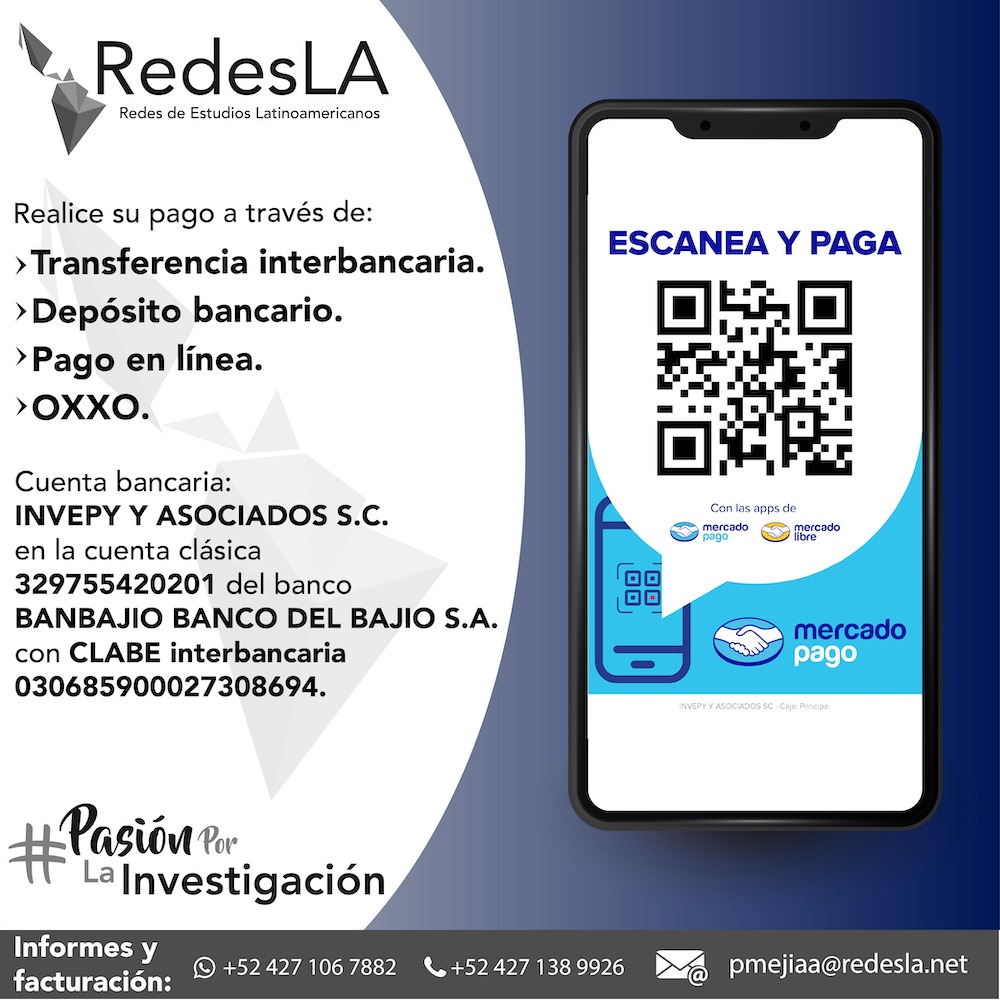 RedesLA
Redes de Estudios Latinoamericanos
Realice su pago a través de:
›Transferencia interbancaria.
›Depósito bancario.
›Pago en línea.
›OXXO.
Cuenta bancaria:
INVEPY Y ASOCIADOS S.C.
en la cuenta clásica
329755420201 del banco
BANBAJIO BANCO DEL BAJIO S.A.
con CLABE interbancaria
030685900027308694.
#Pasión Por
La Investigación
ESCANEA Y PAGA
Con las apps de
mercado
pago
mercado
libre
mercado
pago
INVEPY Y ASOCIADOS SC - Caja: Principal
Informes y
facturación:
+52 427 106 7882
+52 427 138 9926
@
pmejiaa@redesla.net